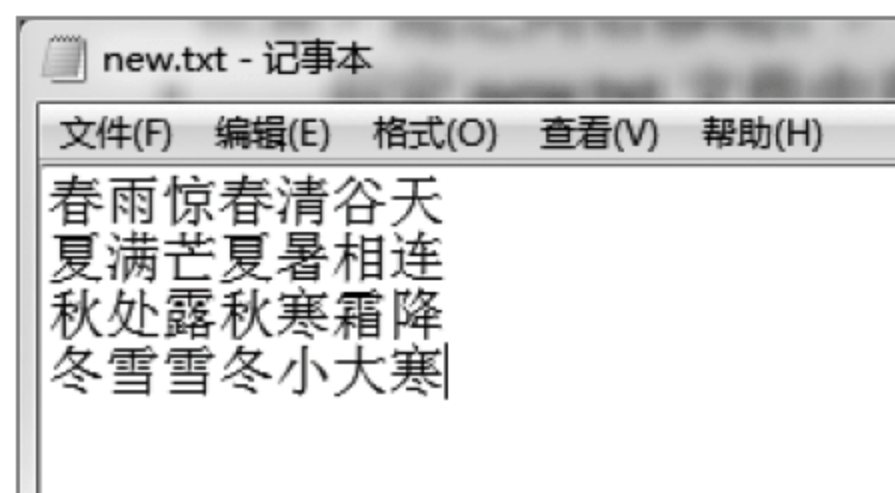 new.txt - 记事本
文件(F) 编辑(E) 格式(O) 查看(V) 帮助(H)
春雨惊春清谷天
夏满芒夏暑相连
秋处露秋寒霜降
冬雪雪冬小大寒